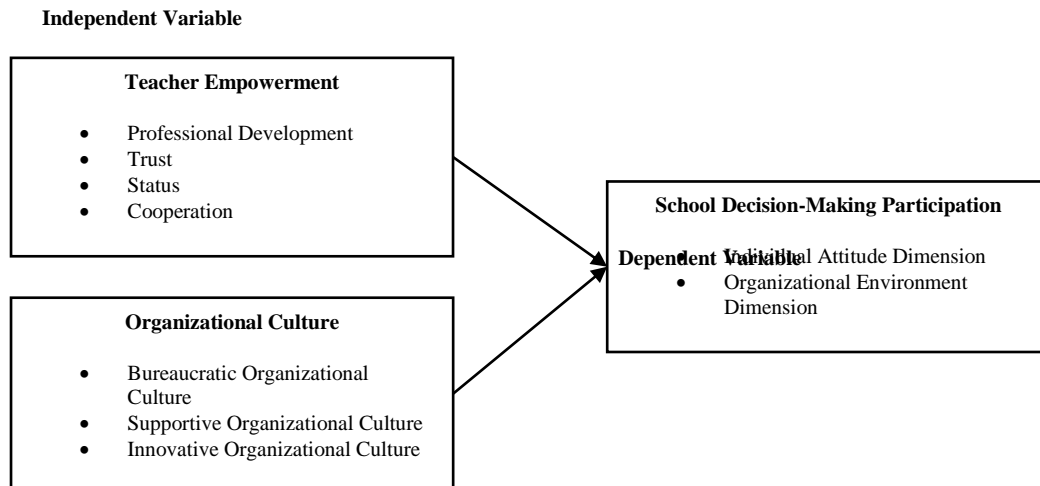 Independent Variable
Teacher Empowerment
• Professional Development
• Trust
• Status
• Cooperation
Organizational Culture
• Bureaucratic Organizational
Culture
• Supportive Organizational Culture
• Innovative Organizational Culture
School Decision-Making Participation
Dependent Variable
• Individual Attitude Dimension
• Organizational Environment
Dimension